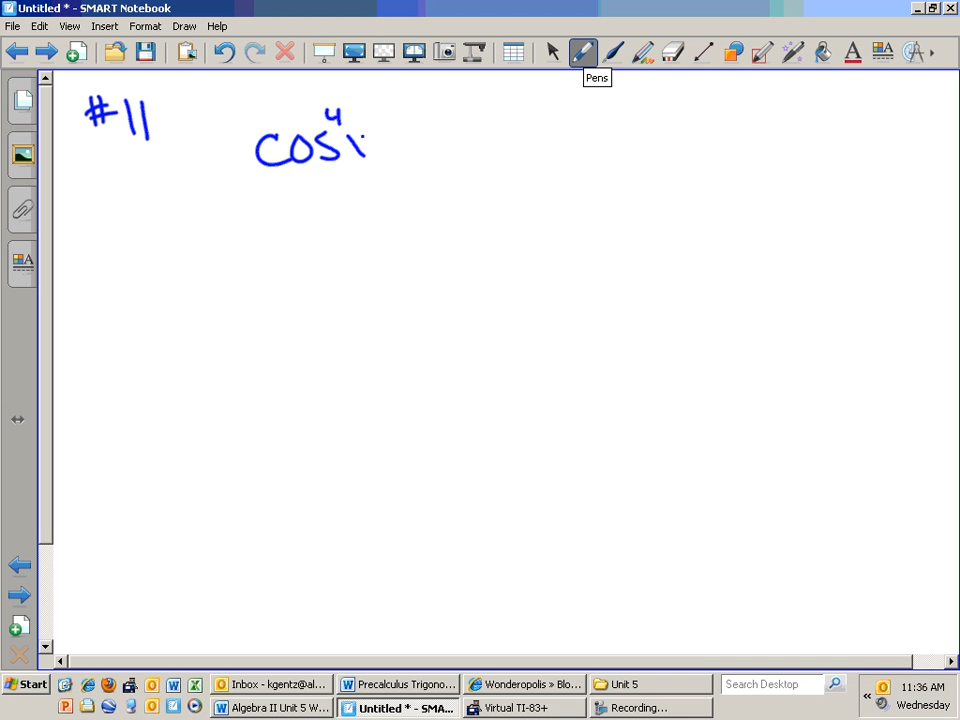 Untitled * - SMART Notebook
File Edit View Insert Format Draw Help
Pens
#11
cos⁴
Start
Inbox - kgentz@al...
Precalculus Trigono...
Wonderopolis » Blo...
Unit 5
Search Desktop
11:36 AM
Algebra II Unit 5 W...
Untitled * - SMA...
Virtual TI-83+
Recording...
Wednesday